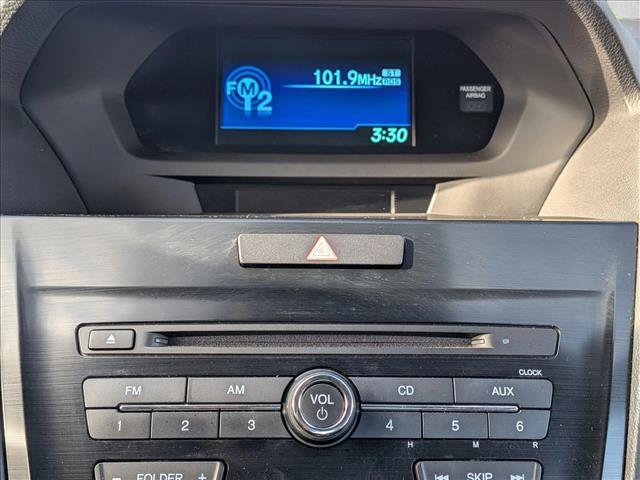 101.9MHz ST
RDS
FM
12
3:30
PASSENGER
AIRBAG
CLOCK
FM AM VOL CD AUX
1 2 3 4 5 6
H M R
− FOLDER + SKIP